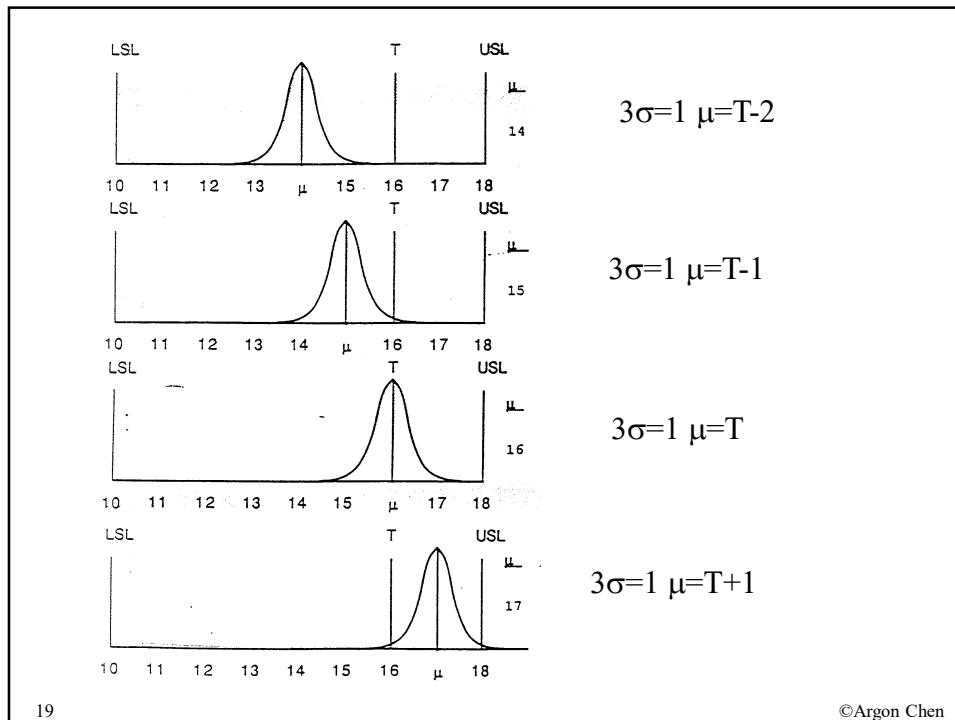 LSL T USL
μ
14
3σ=1 μ=T-2
10 11 12 13 μ 15 16 17 18
LSL T USL
μ
15
3σ=1 μ=T-1
10 11 12 13 14 μ 16 17 18
LSL T USL
μ
16
3σ=1 μ=T
10 11 12 13 14 15 μ 17 18
LSL T USL
μ
17
3σ=1 μ=T+1
10 11 12 13 14 15 16 μ 18
19 ©Argon Chen